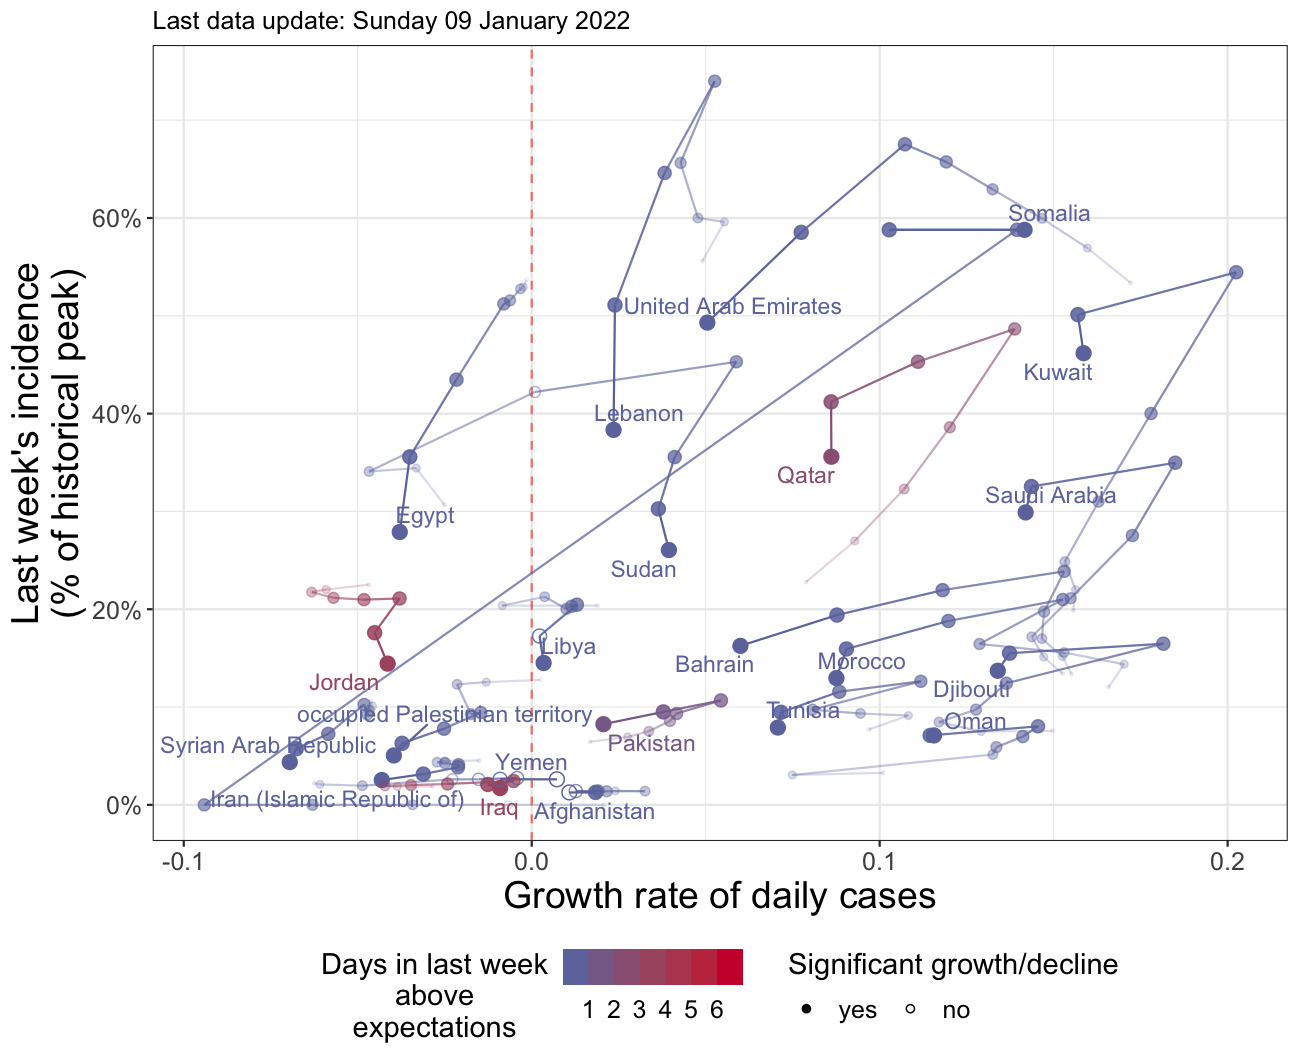 Last data update: Sunday 09 January 2022
Last week's incidence
(% of historical peak)
60%
40%
20%
0%
Somalia
United Arab Emirates
Kuwait
Lebanon
Qatar
Saudi Arabia
Egypt
Sudan
Libya
Bahrain
Morocco
Jordan
Djibouti
occupied Palestinian territory
Tunisia
Oman
Syrian Arab Republic
Pakistan
Yemen
Iran (Islamic Republic of)
Iraq
Afghanistan
-0.1
0.0
0.1
0.2
Growth rate of daily cases
Days in last week
above
expectations
1 2 3 4 5 6
Significant growth/decline
yes
no